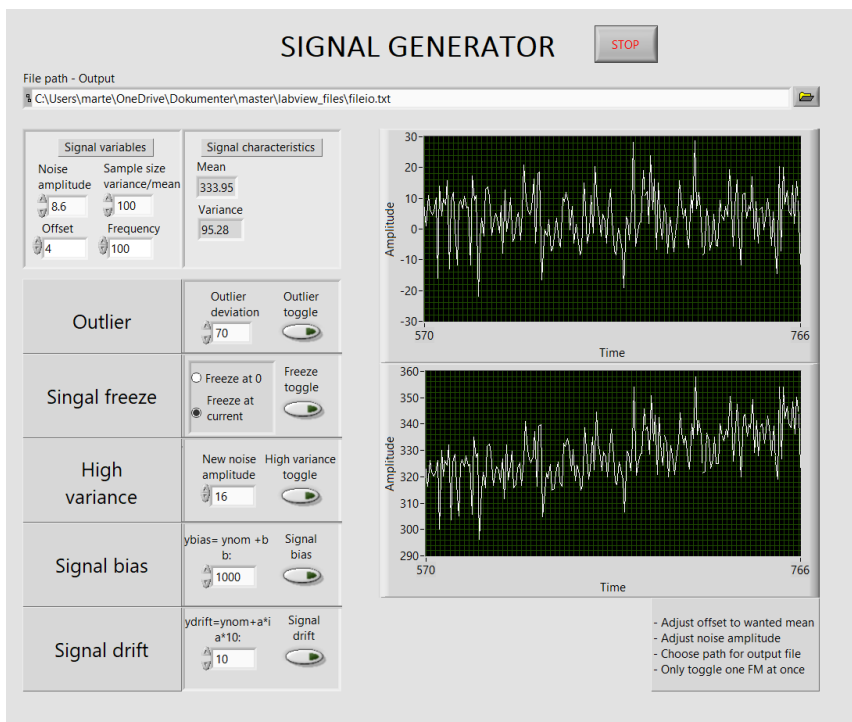 SIGNAL GENERATOR
STOP
File path - Output
C:\Users\marte\OneDrive\Dokumenter\master\labview_files\fileio.txt
Signal variables
Noise
amplitude
8.6
Sample size
variance/mean
100
Offset
4
Frequency
100
Signal characteristics
Mean
333.95
Variance
95.28
Outlier
Outlier
deviation
70
Outlier
toggle
Singal freeze
Freeze at 0
Freeze at
current
Freeze
toggle
High
variance
New noise
amplitude
16
High variance
toggle
Signal bias
ybias= ynom +b
b:
1000
Signal
bias
Signal drift
ydrift=ynom+a*i
a*10:
10
Signal
drift
Amplitude
30
20
10
0
-10
-20
-30
570
766
Time
Amplitude
360
350
340
330
320
310
300
290
570
766
Time
- Adjust offset to wanted mean
- Adjust noise amplitude
- Choose path for output file
- Only toggle one FM at once